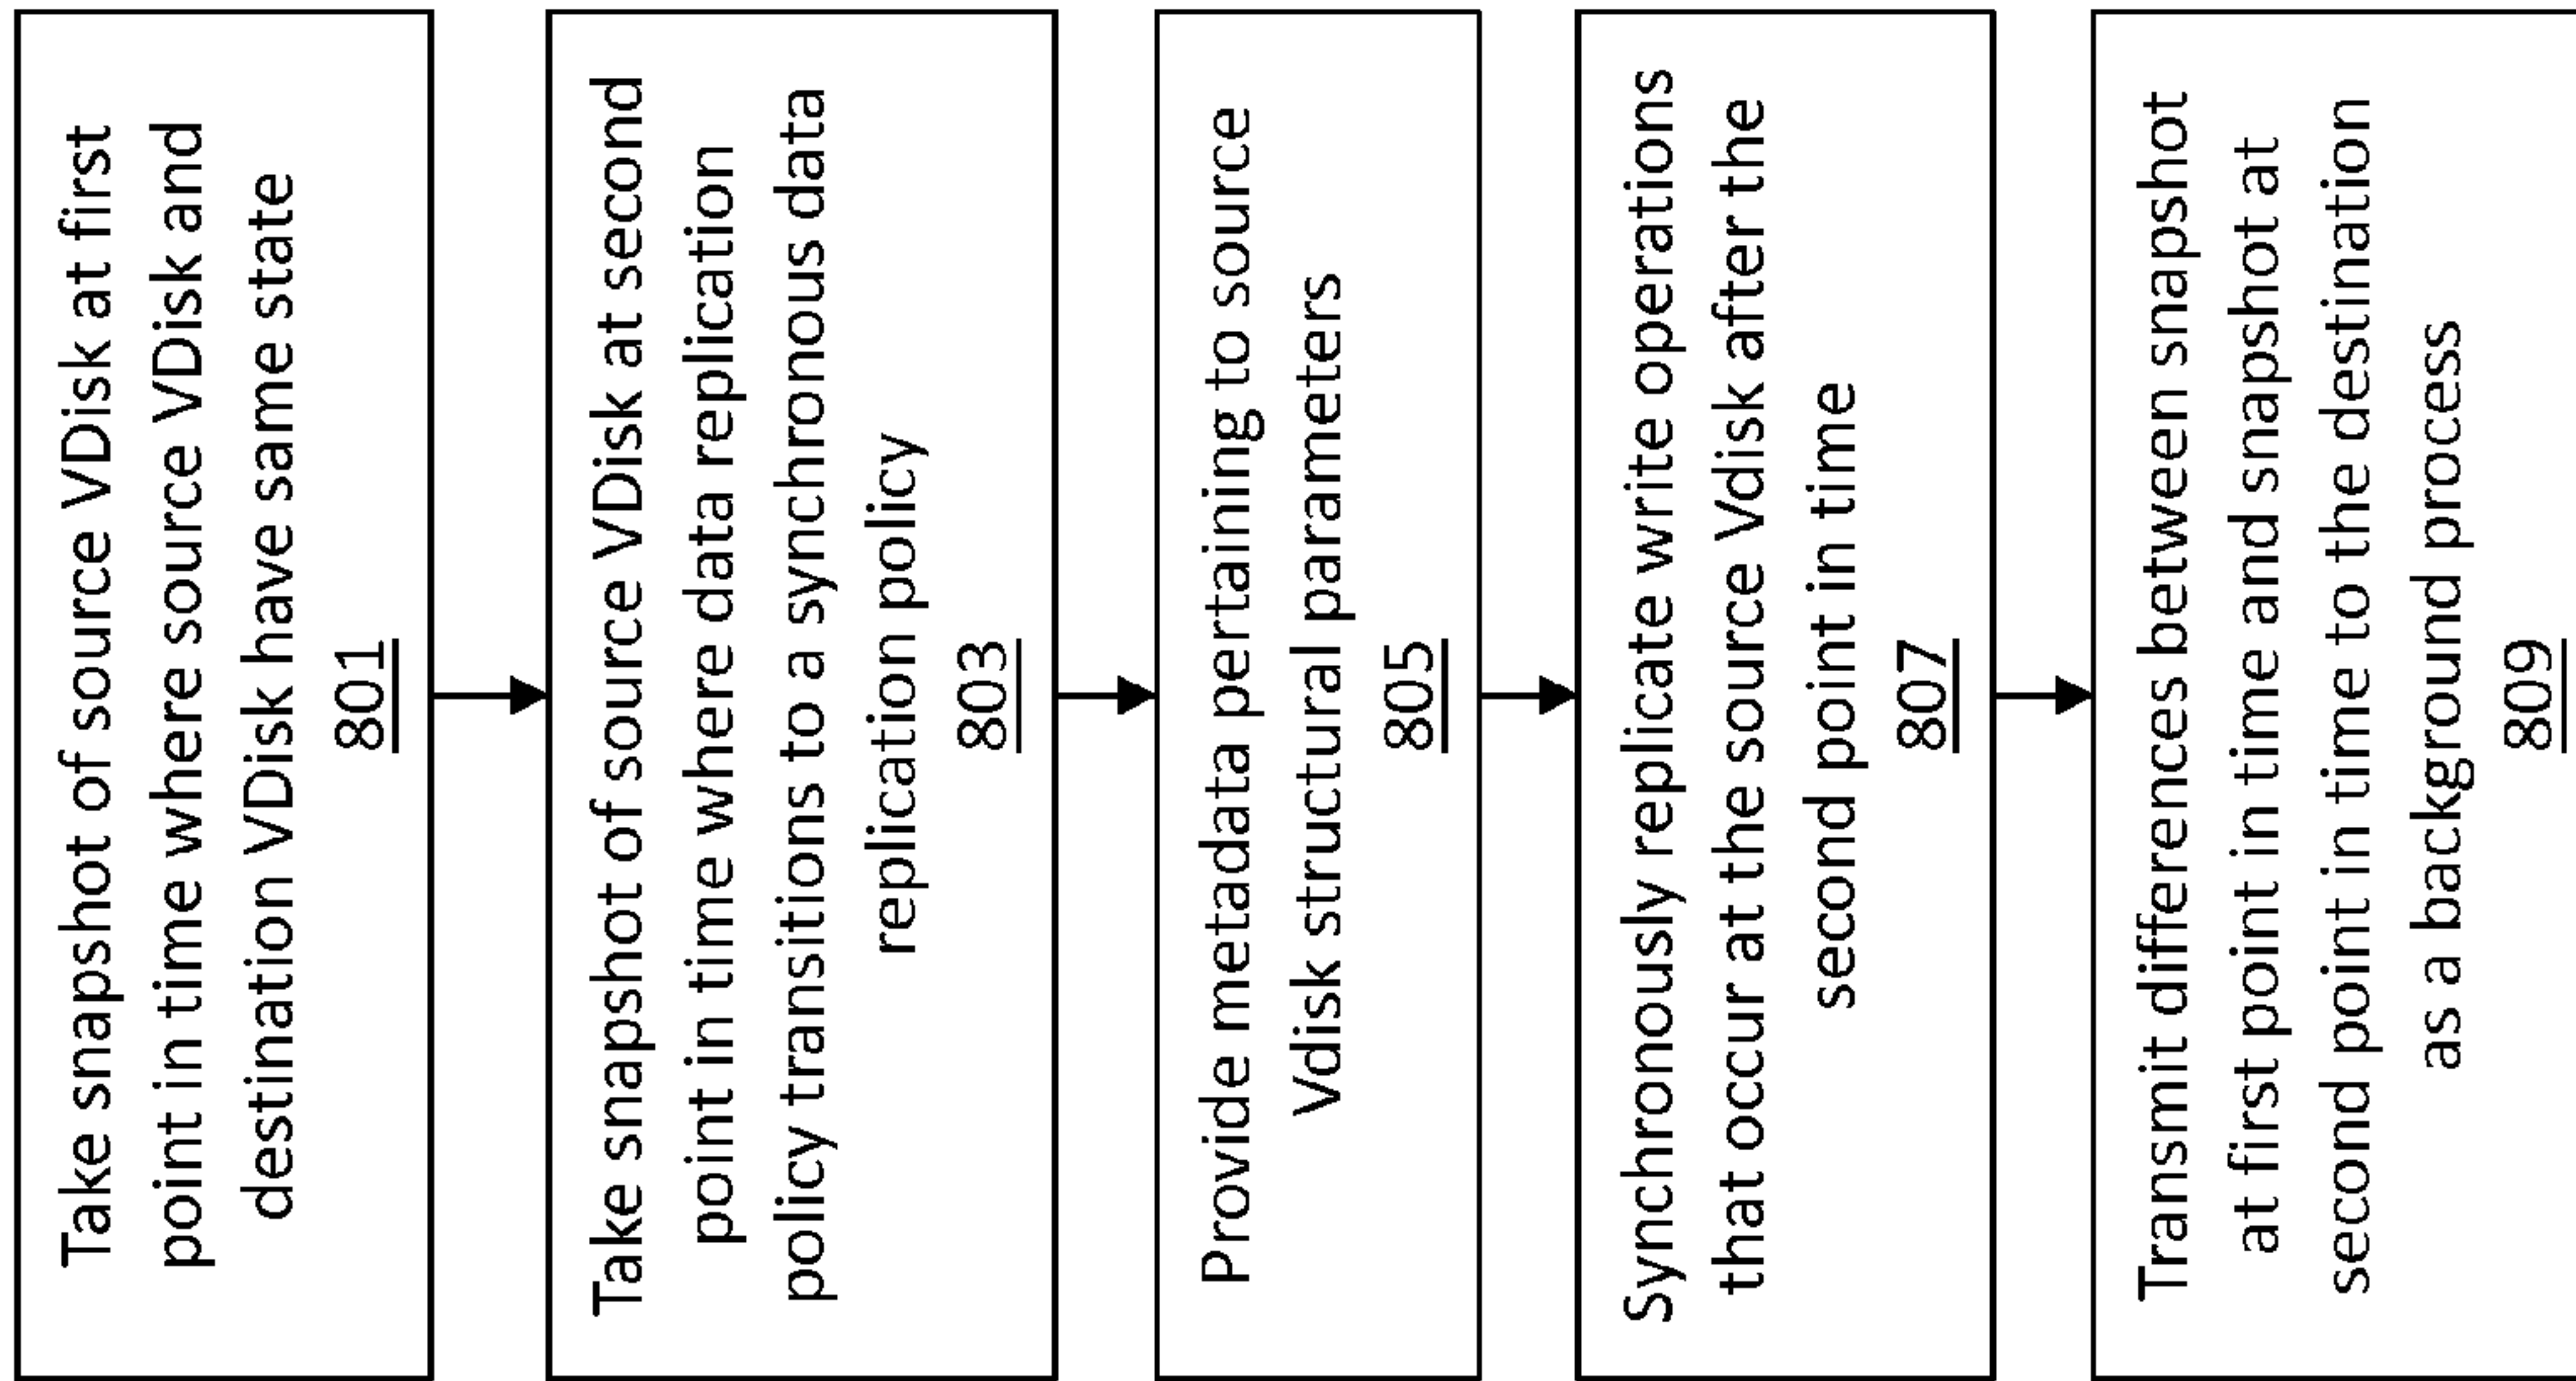 Take snapshot of source VDisk at first
point in time where source VDisk and
destination VDisk have same state
801
Take snapshot of source VDisk at second
point in time where data replication
policy transitions to a synchronous data
replication policy
803
Provide metadata pertaining to source
Vdisk structural parameters
805
Synchronously replicate write operations
that occur at the source Vdisk after the
second point in time
807
Transmit differences between snapshot
at first point in time and snapshot at
second point in time to the destination
as a background process
809